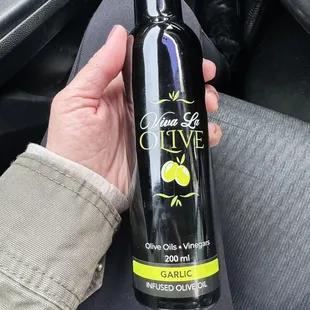 Viva La
OLIVE
Olive Oils • Vinegars
200 ml
GARLIC
INFUSED OLIVE OIL